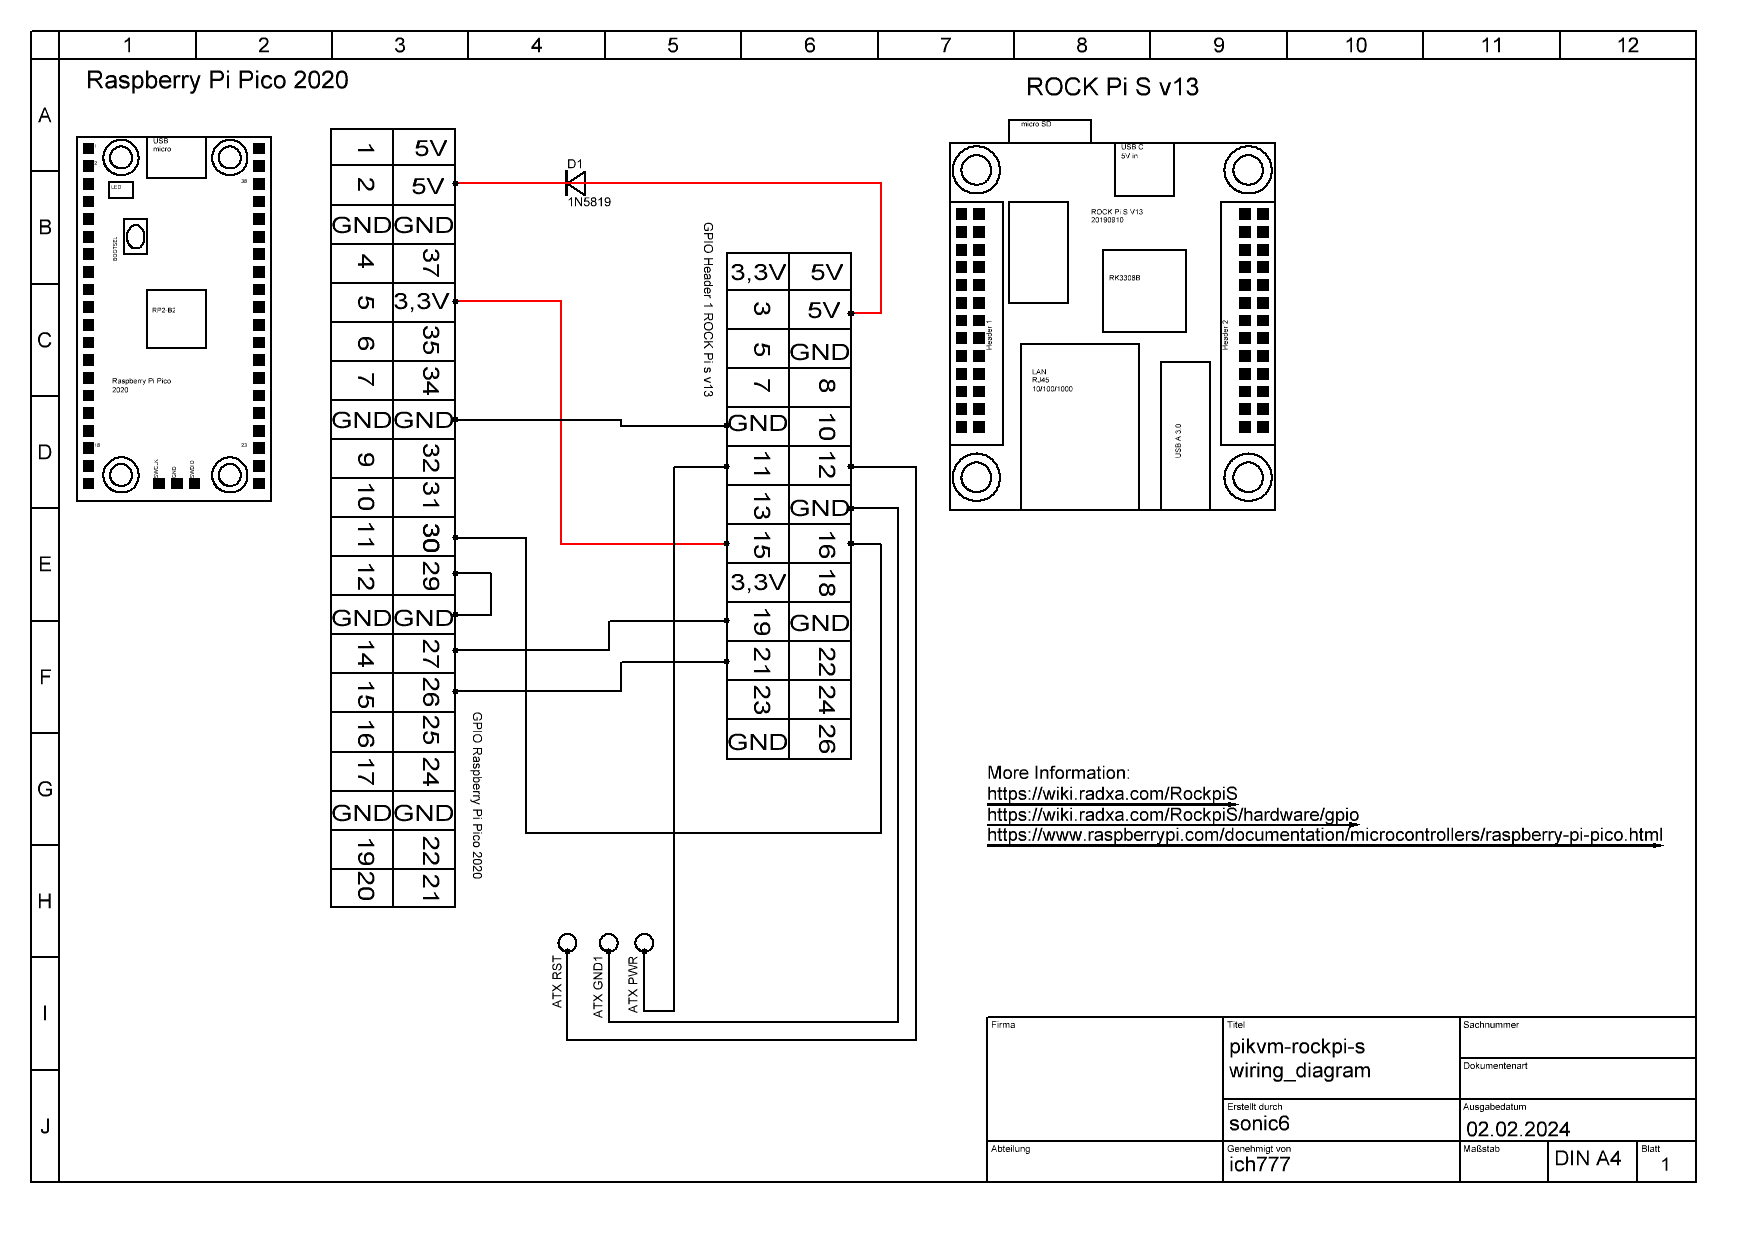 1 2 3 4 5 6 7 8 9 10 11 12
A
B
C
D
E
F
G
H
I
J
Raspberry Pi Pico 2020
USB
micro
LED
BOOTSEL
RP2-B2
Raspberry Pi Pico
2020
36
18
23
SWCLK
GND
SWDIO
1 5V
2 5V
GND GND
4 37
5 3,3V
6 35
7 34
GND GND
9 32
10 31
11 30
12 29
GND GND
14 27
15 26
16 25
17 24
GND GND
19 22
20 21
GPIO Raspberry Pi Pico 2020
D1
1N5819
GPIO Header 1 ROCK Pi s v13
3,3V 5V
3 5V
5 GND
7 8
GND 10
11 12
13 GND
15 16
3,3V 18
19 GND
21 22
23 24
GND 26
ATX RST
ATX GND1
ATX PWR
ROCK Pi S v13
micro SD
USB C
5V in
ROCK Pi S V13
20190810
RK3308B
Header 1
Header 2
LAN
RJ45
10/100/1000
USB A 3.0
More Information:
https://wiki.radxa.com/RockpiS
https://wiki.radxa.com/RockpiS/hardware/gpio
https://www.raspberrypi.com/documentation/microcontrollers/raspberry-pi-pico.html
Firma
Titel
pikvm-rockpi-s
wiring_diagram
Sachnummer
Dokumentenart
Erstellt durch
sonic6
Ausgabedatum
02.02.2024
Abteilung
Genehmigt von
ich777
Maßstab
DIN A4
Blatt
1